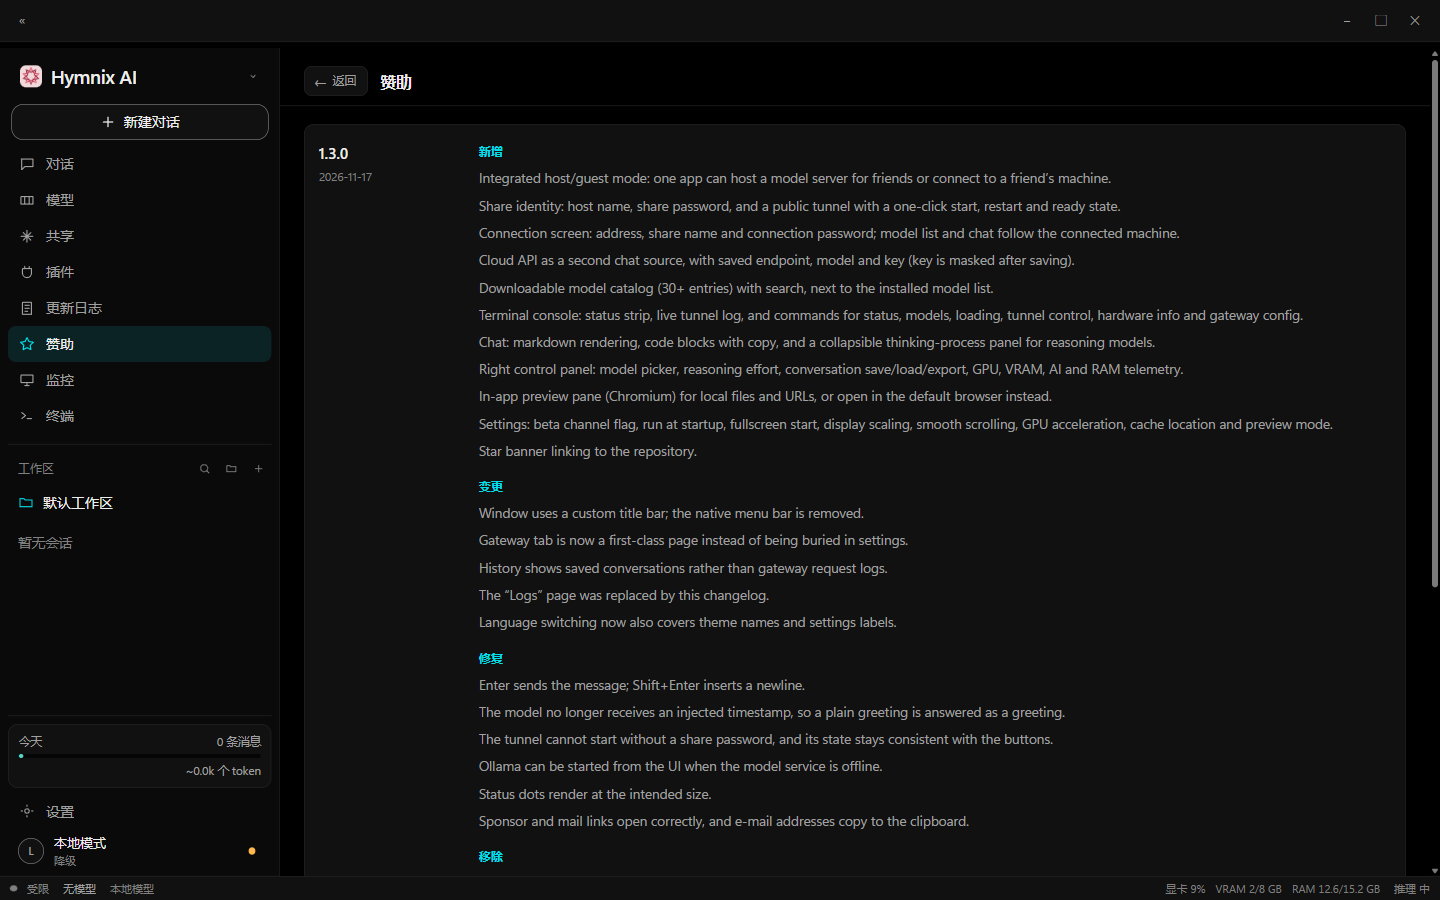 «
Hymnix AI
新建对话
对话
模型
共享
插件
更新日志
赞助
监控
终端
工作区
默认工作区
暂无会话
今天 0 条消息
~0.0k 个 token
设置
L
本地模式
降级
← 返回
赞助
1.3.0
2026-11-17
新增
Integrated host/guest mode: one app can host a model server for friends or connect to a friend's machine.
Share identity: host name, share password, and a public tunnel with a one-click start, restart and ready state.
Connection screen: address, share name and connection password; model list and chat follow the connected machine.
Cloud API as a second chat source, with saved endpoint, model and key (key is masked after saving).
Downloadable model catalog (30+ entries) with search, next to the installed model list.
Terminal console: status strip, live tunnel log, and commands for status, models, loading, tunnel control, hardware info and gateway config.
Chat: markdown rendering, code blocks with copy, and a collapsible thinking-process panel for reasoning models.
Right control panel: model picker, reasoning effort, conversation save/load/export, GPU, VRAM, AI and RAM telemetry.
In-app preview pane (Chromium) for local files and URLs, or open in the default browser instead.
Settings: beta channel flag, run at startup, fullscreen start, display scaling, smooth scrolling, GPU acceleration, cache location and preview mode.
Star banner linking to the repository.
变更
Window uses a custom title bar; the native menu bar is removed.
Gateway tab is now a first-class page instead of being buried in settings.
History shows saved conversations rather than gateway request logs.
The “Logs” page was replaced by this changelog.
Language switching now also covers theme names and settings labels.
修复
Enter sends the message; Shift+Enter inserts a newline.
The model no longer receives an injected timestamp, so a plain greeting is answered as a greeting.
The tunnel cannot start without a share password, and its state stays consistent with the buttons.
Ollama can be started from the UI when the model service is offline.
Status dots render at the intended size.
Sponsor and mail links open correctly, and e-mail addresses copy to the clipboard.
移除
受限 无模型 本地模型
显卡 9% VRAM 2/8 GB RAM 12.6/15.2 GB 推理 中